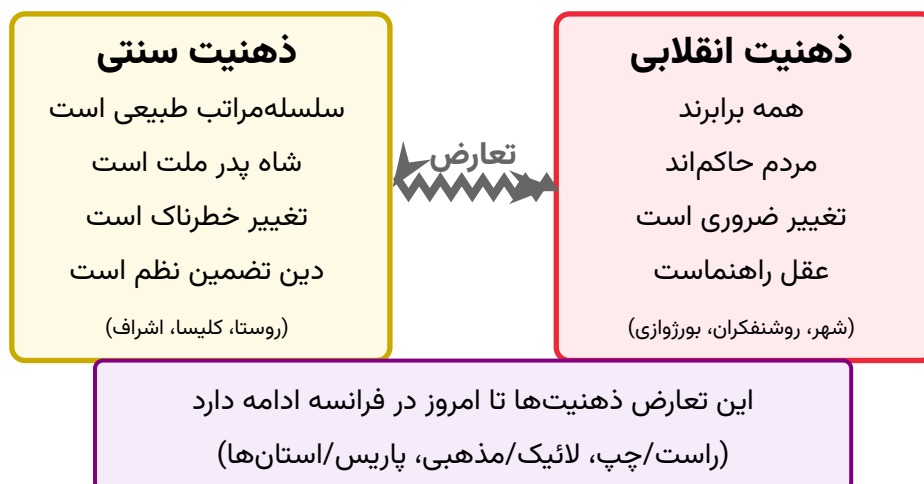 ذهنیت انقلابی
همه برابرند
مردم حاکم‌اند
تغییر ضروری است
عقل راهنماست
(شهر، روشنفکران، بورژوازی)
تعارض
ذهنیت سنتی
سلسله‌مراتب طبیعی است
شاه پدر ملت است
تغییر خطرناک است
دین تضمین نظم است
(روستا، کلیسا، اشراف)
این تعارض ذهنیت‌ها تا امروز در فرانسه ادامه دارد
(راست/چپ، لائیک/مذهبی، پاریس/استان‌ها)